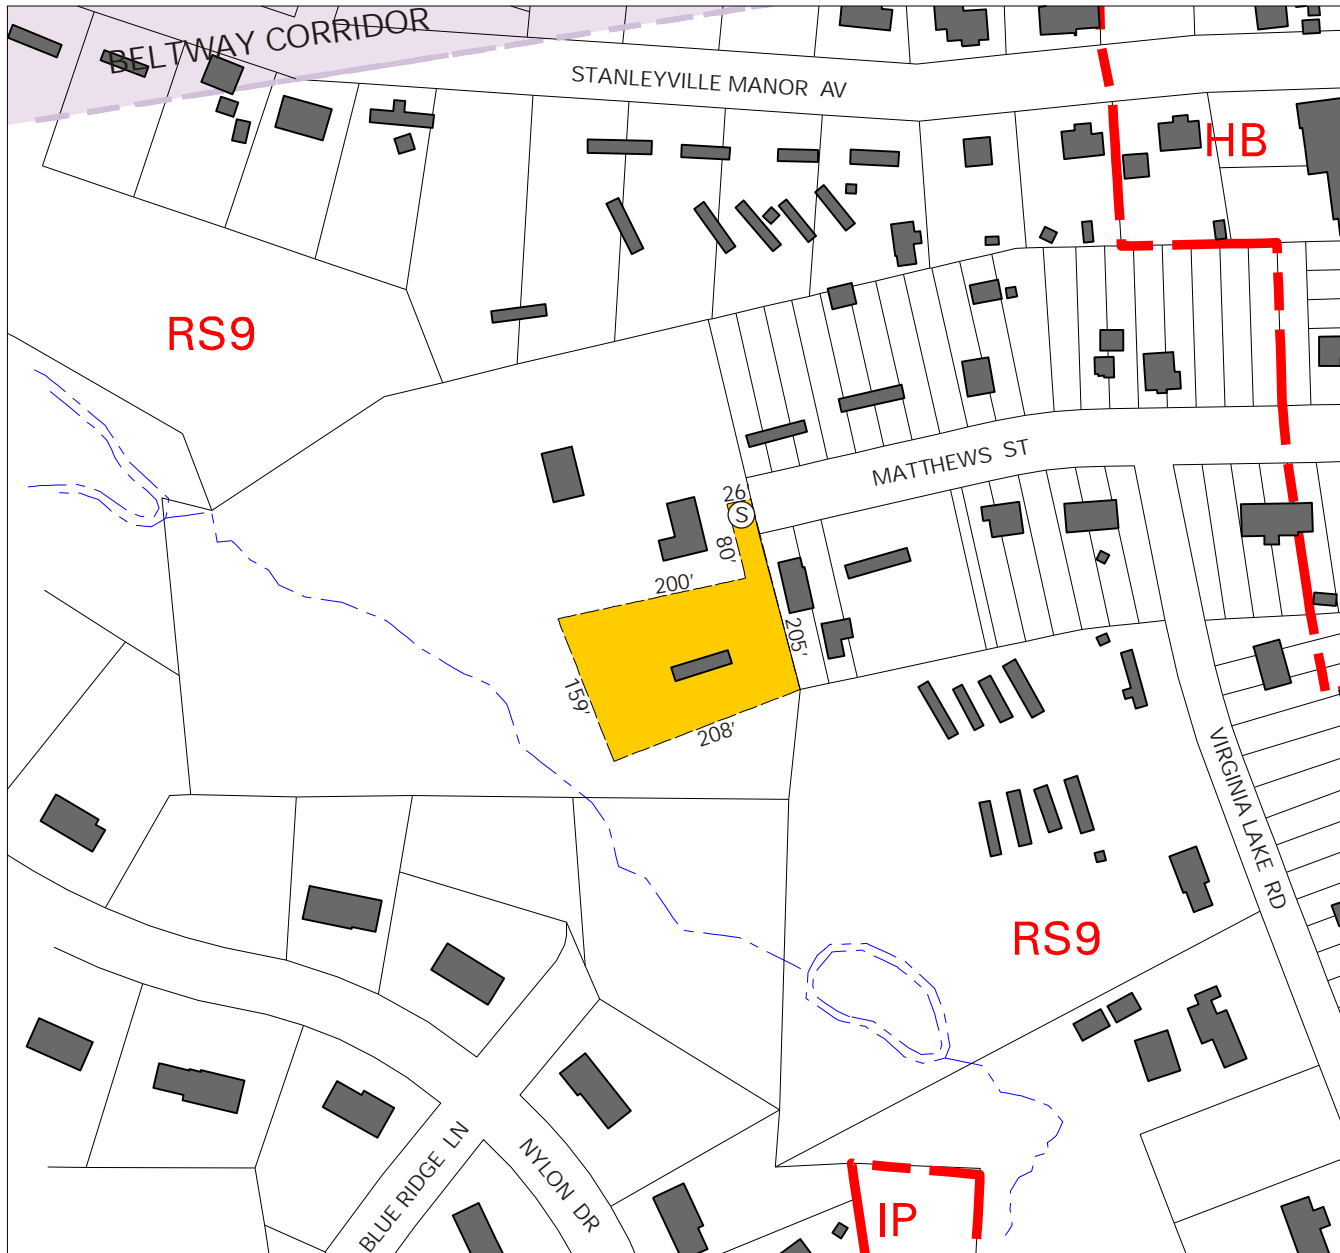 BELTWAY CORRIDOR
STANLEYVILLE MANOR AV
HB
RS9
MATTHEWS ST
26
S
80'
200'
205'
159'
208'
VIRGINIA LAKE RD
RS9
BLUE RIDGE LN
NYLON DR
IP